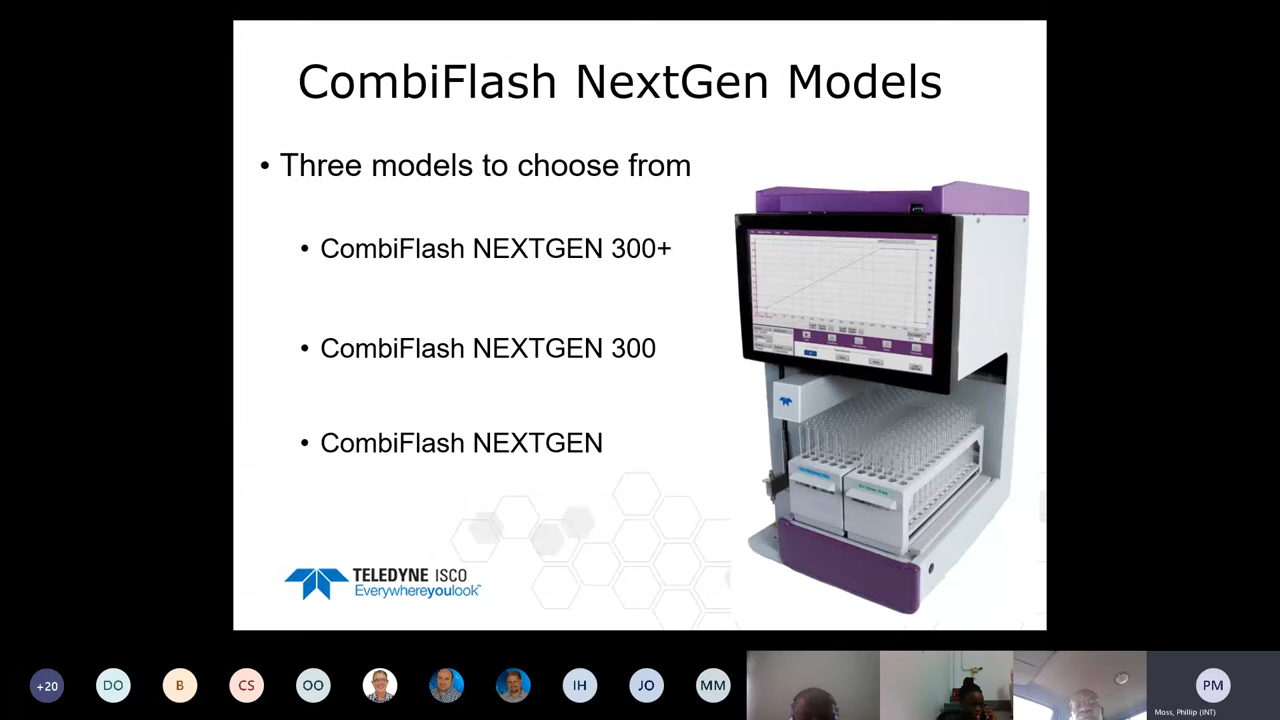 CombiFlash NextGen Models
• Three models to choose from
• CombiFlash NEXTGEN 300+
• CombiFlash NEXTGEN 300
• CombiFlash NEXTGEN
TELEDYNE ISCO
Everywhereyoulook™
+20
DO
B
CS
OO
IH
JO
MM
PM
Moss, Phillip (INT)